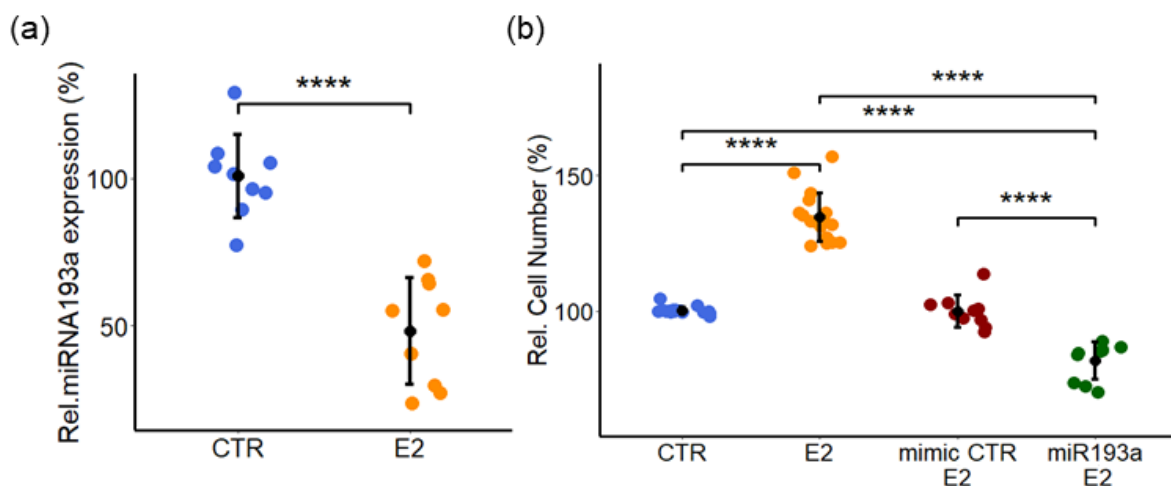 (a)
Rel.miRNA193a expression (%)
100
50
****
CTR
E2
(b)
Rel. Cell Number (%)
150
100
****
****
****
****
CTR
E2
mimic CTR
E2
miR193a
E2